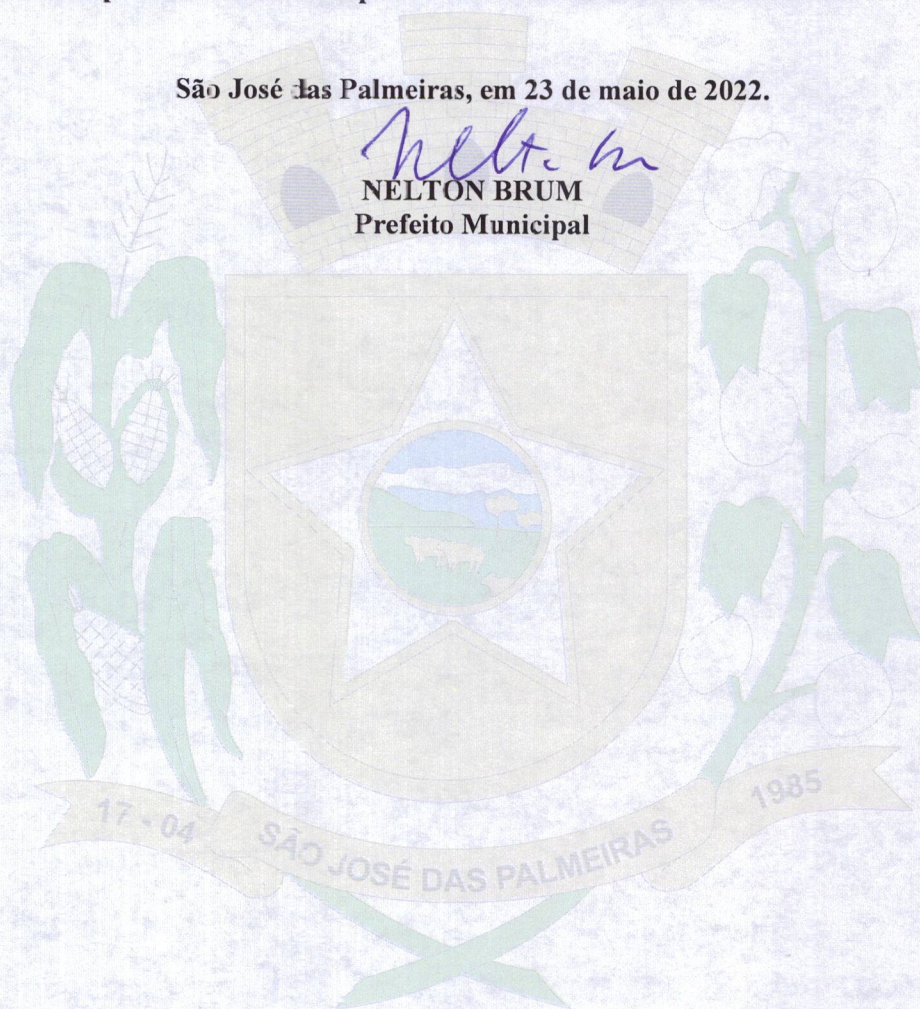 São José das Palmeiras, em 23 de maio de 2022.
NELTON BRUM
Prefeito Municipal
17 - 04
SÃO JOSÉ DAS PALMEIRAS
1985